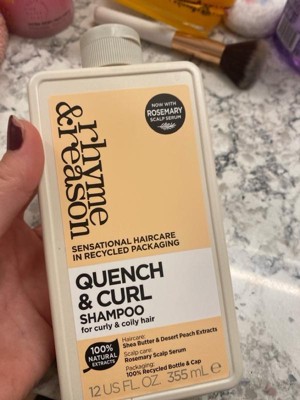 NOW WITH
ROSEMARY
SCALP SERUM
rhyme
&reason
SENSATIONAL HAIRCARE
IN RECYCLED PACKAGING
QUENCH
& CURL
SHAMPOO
for curly & coily hair
100%
NATURAL
EXTRACTS
Haircare:
Shea Butter & Desert Peach Extracts
Scalp care:
Rosemary Scalp Serum
Packaging:
100% Recycled Bottle & Cap
12 US FL. OZ. 355 mL e